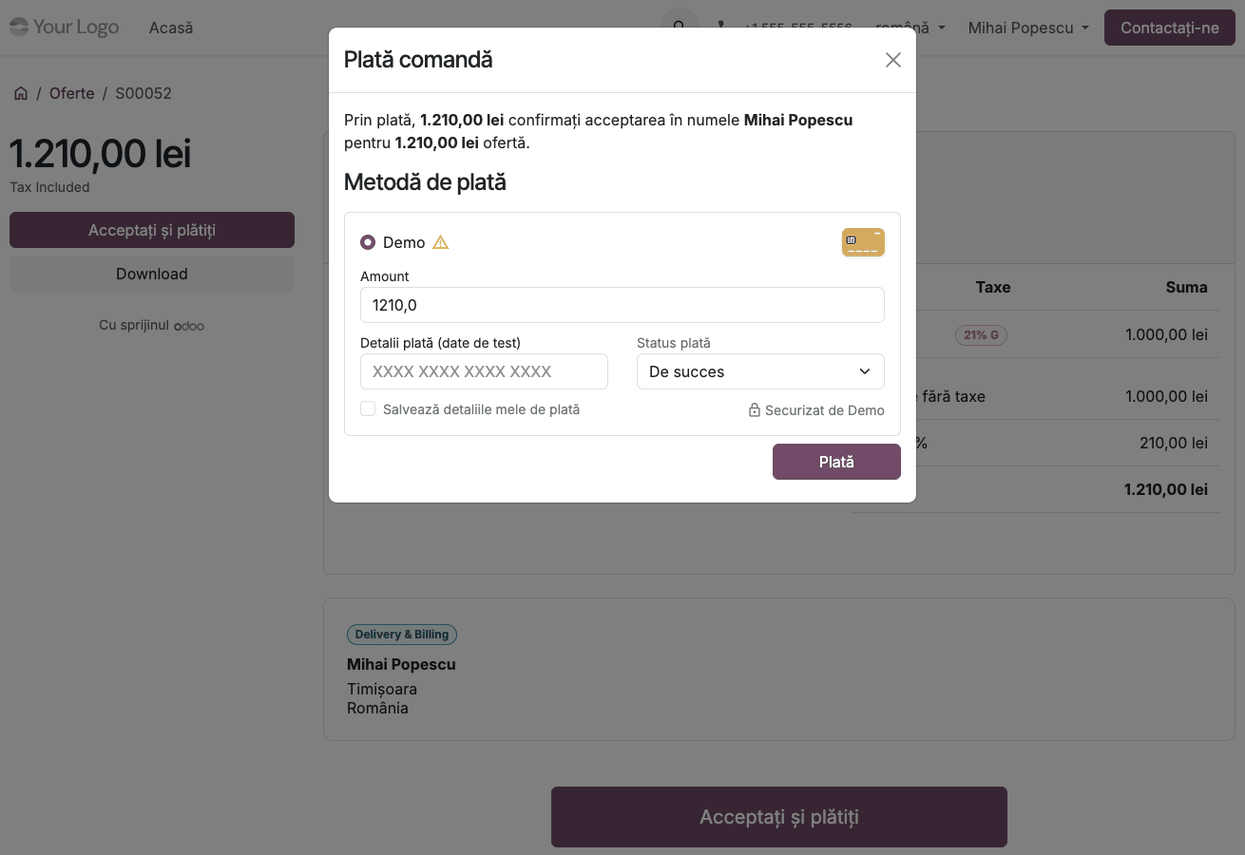 Your Logo
Acasă
română
Mihai Popescu
Contactați-ne
/ Oferte / S00052
1.210,00 lei
Tax Included
Acceptați și plătiți
Download
Cu sprijinul odoo
Plată comandă
Prin plată, 1.210,00 lei confirmați acceptarea în numele Mihai Popescu
pentru 1.210,00 lei ofertă.
Metodă de plată
Demo
Amount
1210,0
Detalii plată (date de test)
Status plată
XXXX XXXX XXXX XXXX
De succes
Salvează detaliile mele de plată
Securizat de Demo
Plată
Taxe
Suma
21% G
1.000,00 lei
fără taxe
1.000,00 lei
%
210,00 lei
1.210,00 lei
Delivery & Billing
Mihai Popescu
Timișoara
România
Acceptați și plătiți